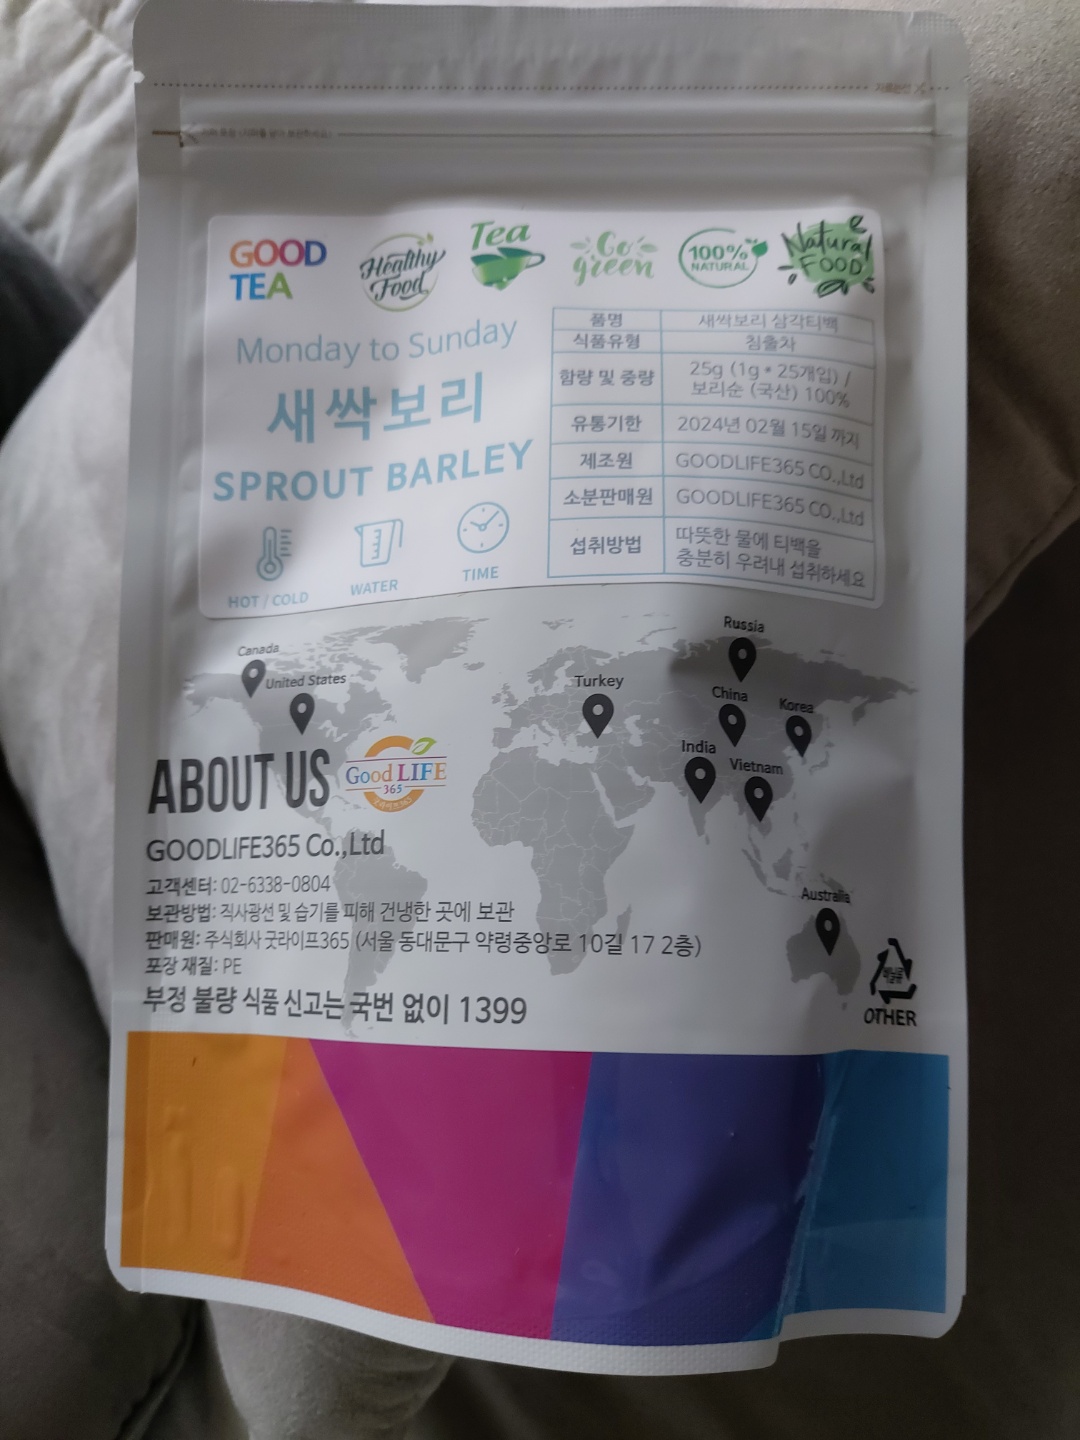 GOOD
TEA
Healthy
Food
Tea
Go
green
100%
NATURAL
Natural
FOOD
Monday to Sunday
새싹보리
SPROUT BARLEY
HOT / COLD
WATER
TIME
품명 새싹보리 삼각티백
식품유형 침출차
함량 및 중량 25g (1g * 25개입) /
보리순 (국산) 100%
유통기한 2024년 02월 15일 까지
제조원 GOODLIFE365 CO.,Ltd
소분판매원 GOODLIFE365 CO.,Ltd
섭취방법 따뜻한 물에 티백을
충분히 우려내 섭취하세요
Canada
United States
Turkey
Russia
China
Korea
India
Vietnam
Australia
ABOUT US
Good LIFE
365
GOODLIFE365 Co.,Ltd
고객센터: 02-6338-0804
보관방법: 직사광선 및 습기를 피해 건냉한 곳에 보관
판매원: 주식회사 굿라이프365 (서울 동대문구 약령중앙로 10길 17 2층)
포장 재질: PE
부정 불량 식품 신고는 국번 없이 1399
비닐류
OTHER